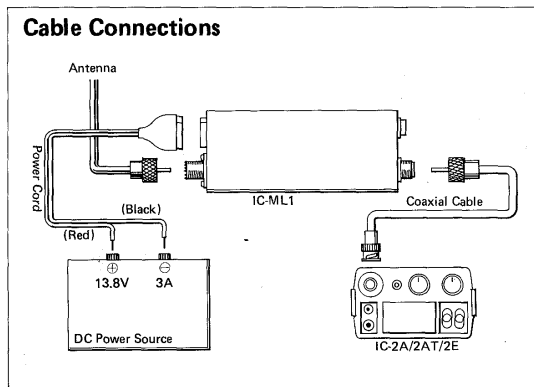 Cable Connections
Antenna
Power Cord
(Black)
(Red)
IC-ML1
Coaxial Cable
⊕ ⊖
13.8V 3A
DC Power Source
IC-2A/2AT/2E